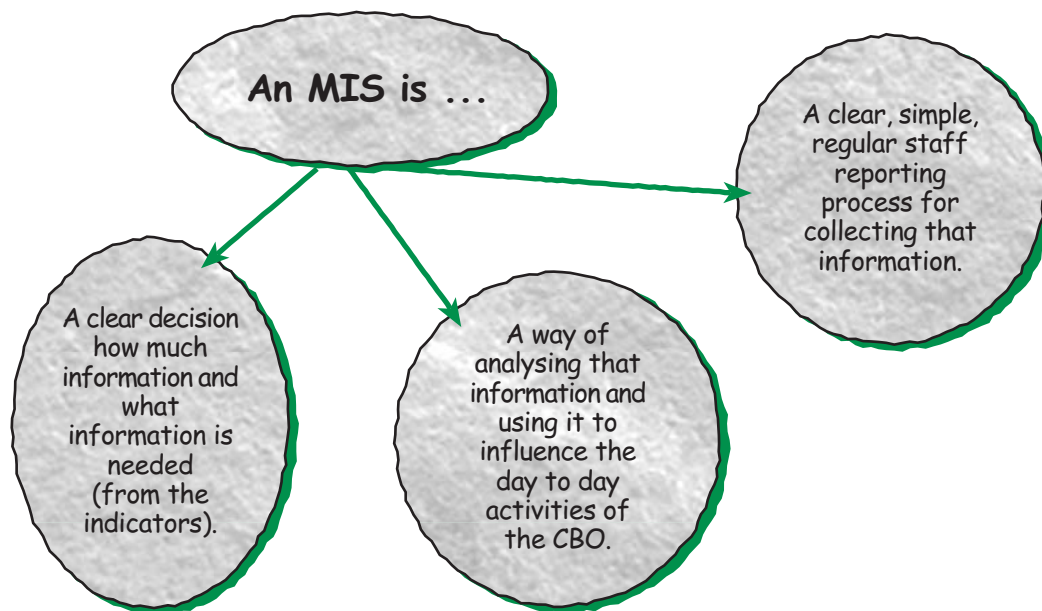 An MIS is ...
A clear, simple,
regular staff
reporting
process for
collecting that
information.
A clear decision
how much
information and
what
information is
needed
(from the
indicators).
A way of
analysing that
information and
using it to
influence the
day to day
activities of
the CBO.